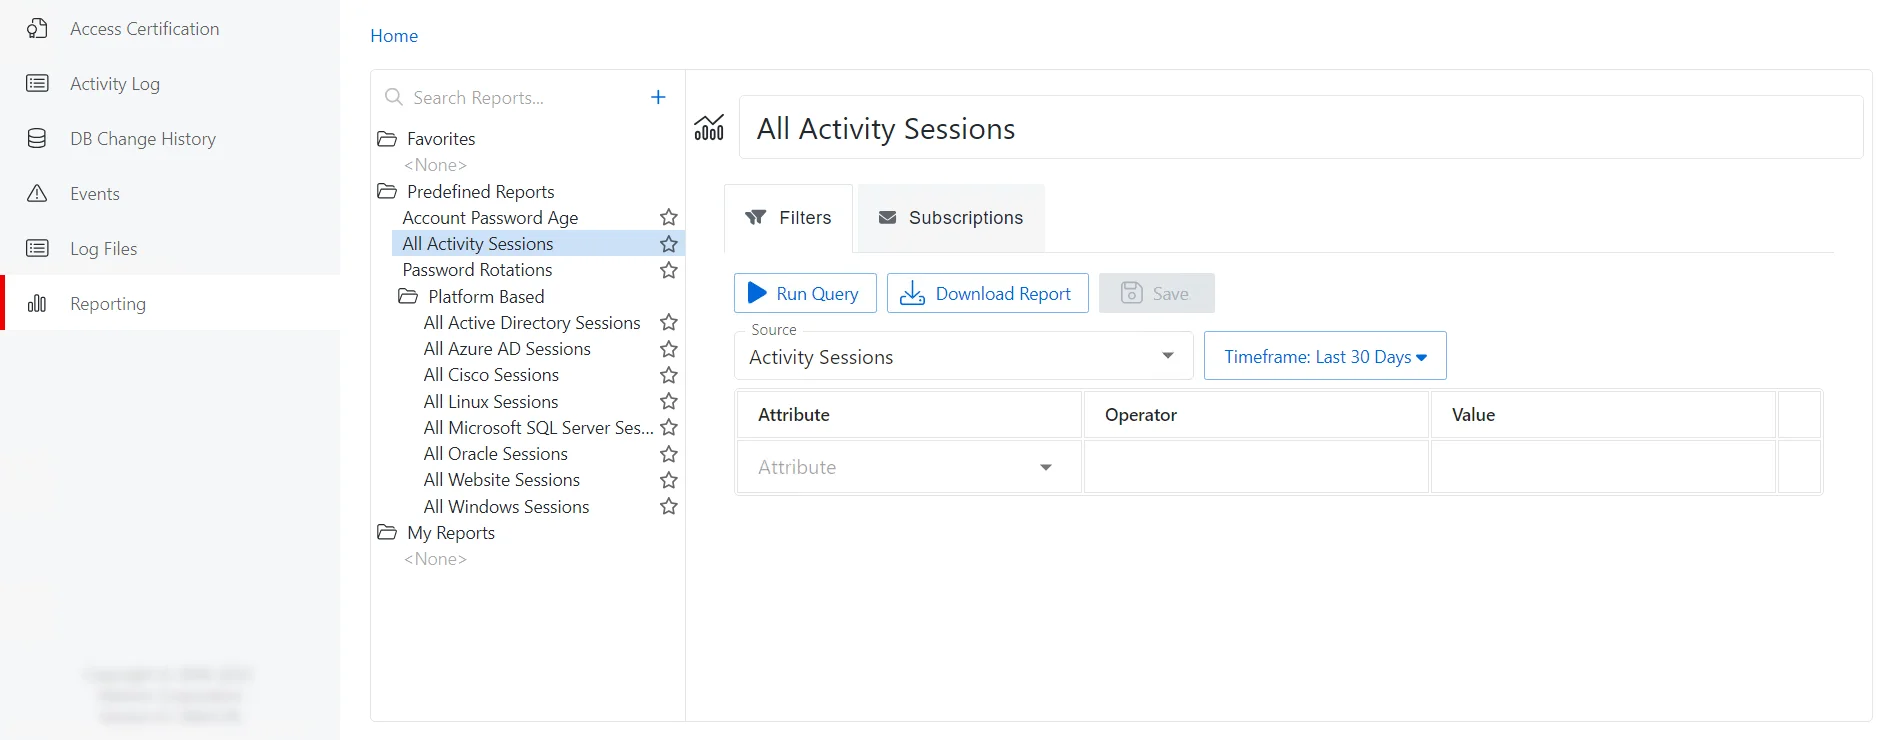 Access Certification
Activity Log
DB Change History
Events
Log Files
Reporting
Home
Search Reports...
Favorites
<None>
Predefined Reports
Account Password Age
All Activity Sessions
Password Rotations
Platform Based
All Active Directory Sessions
All Azure AD Sessions
All Cisco Sessions
All Linux Sessions
All Microsoft SQL Server Ses...
All Oracle Sessions
All Website Sessions
All Windows Sessions
My Reports
<None>
All Activity Sessions
Filters
Subscriptions
Run Query
Download Report
Save
Source
Activity Sessions
Timeframe: Last 30 Days
Attribute
Operator
Value
Attribute